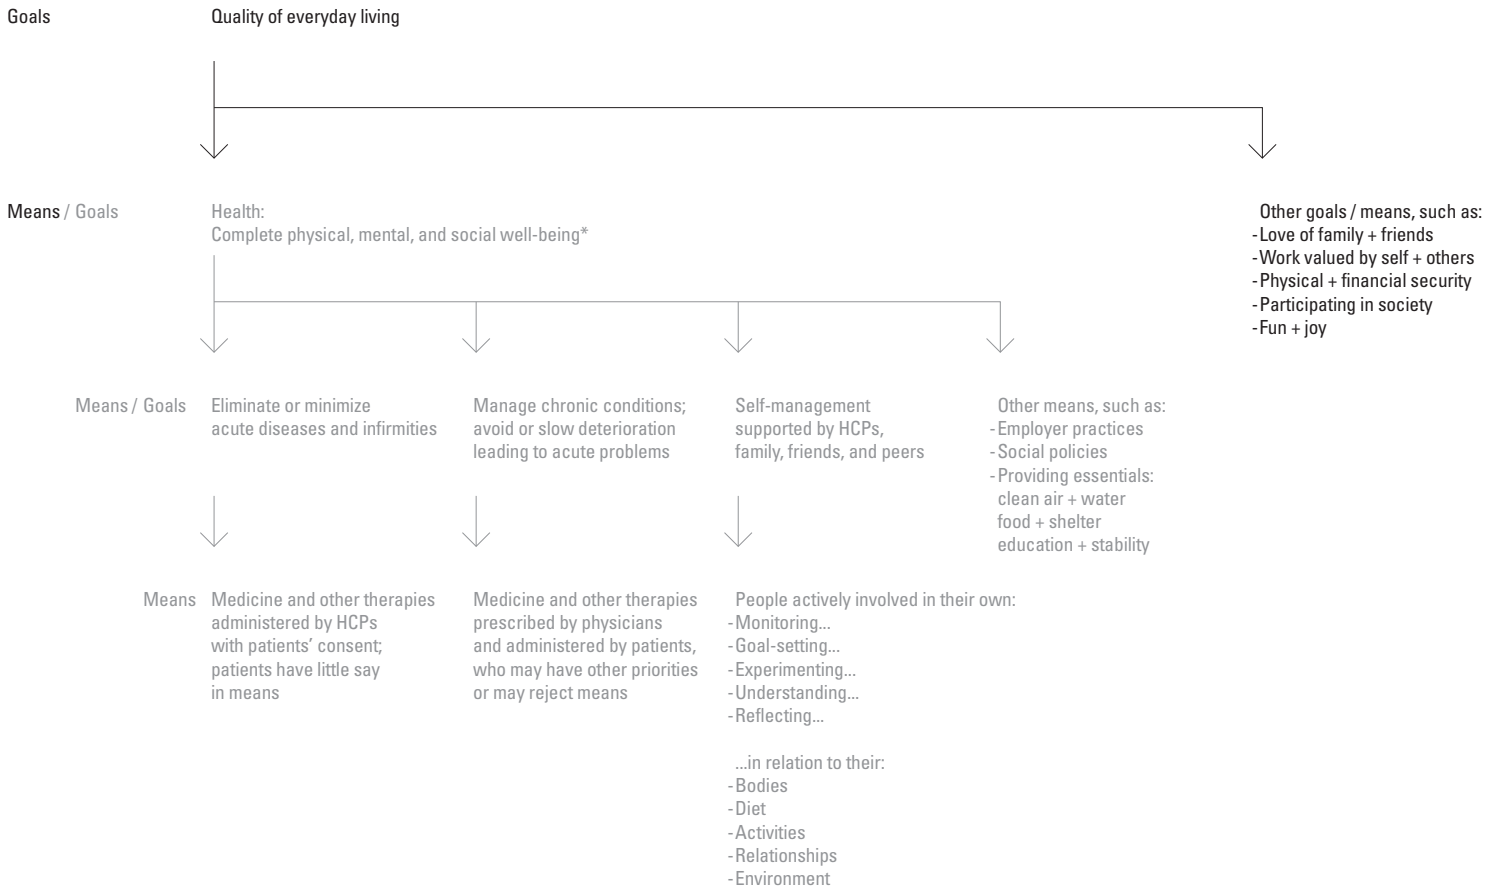 Goals
Quality of everyday living
Means / Goals
Health:
Complete physical, mental, and social well-being*
Other goals / means, such as:
- Love of family + friends
- Work valued by self + others
- Physical + financial security
- Participating in society
- Fun + joy
Means / Goals
Eliminate or minimize
acute diseases and infirmities
Manage chronic conditions;
avoid or slow deterioration
leading to acute problems
Self-management
supported by HCPs,
family, friends, and peers
Other means, such as:
- Employer practices
- Social policies
- Providing essentials:
clean air + water
food + shelter
education + stability
Means
Medicine and other therapies
administered by HCPs
with patients’ consent;
patients have little say
in means
Medicine and other therapies
prescribed by physicians
and administered by patients,
who may have other priorities
or may reject means
People actively involved in their own:
- Monitoring...
- Goal-setting...
- Experimenting...
- Understanding...
- Reflecting...
...in relation to their:
- Bodies
- Diet
- Activities
- Relationships
- Environment